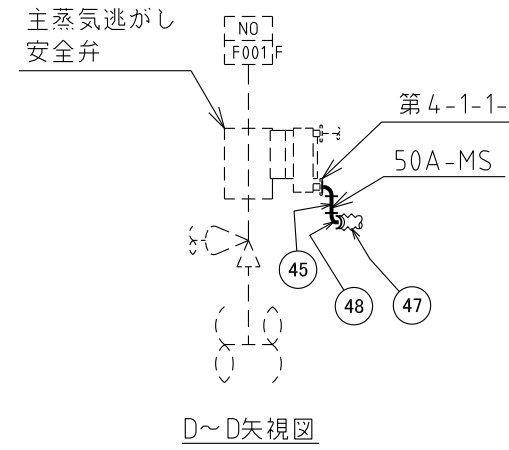 主蒸気逃がし
安全弁
NO
F001F
第4-1-1-
50A-MS
45
48
47
D～D矢視図